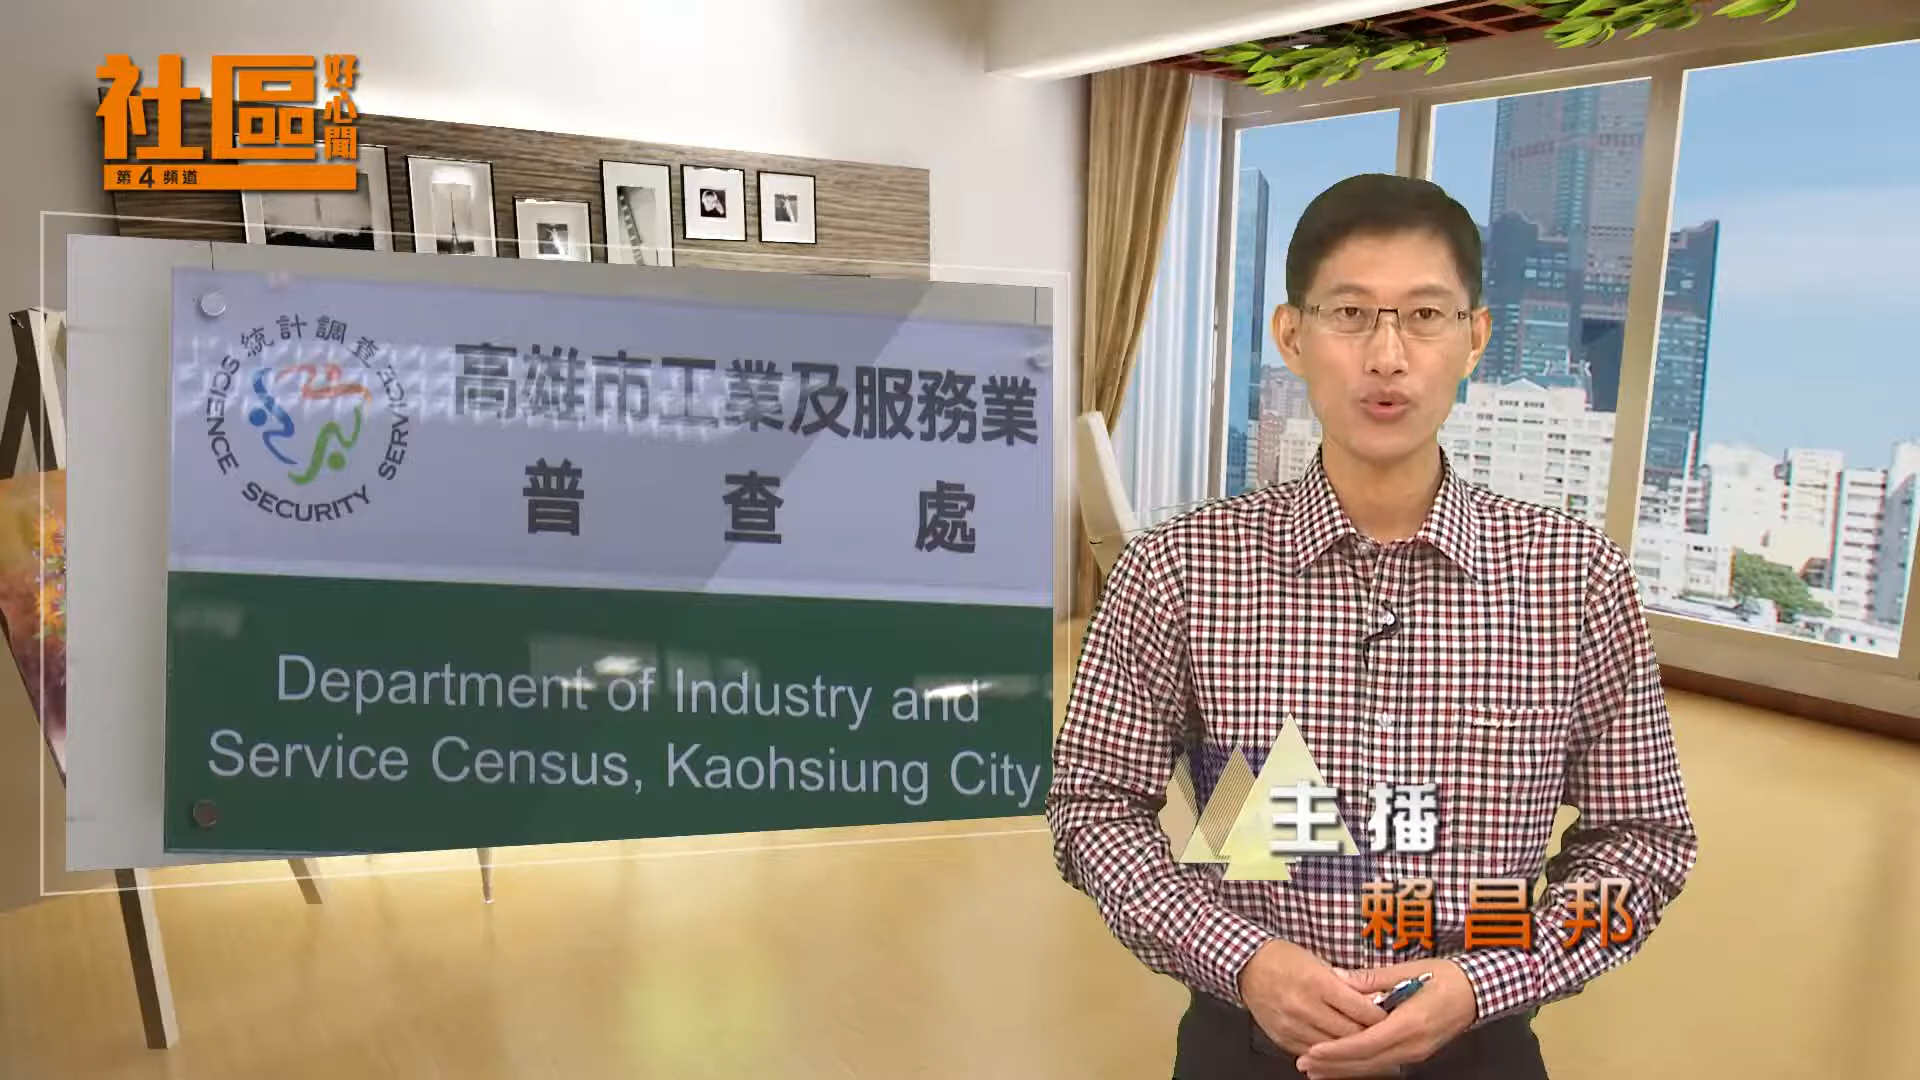 社區
好心聞
第4頻道
統計調查
SCIENCE SECURITY SERVICE
高雄市工業及服務業
普查處
Department of Industry and
Service Census, Kaohsiung City
主播
賴昌邦